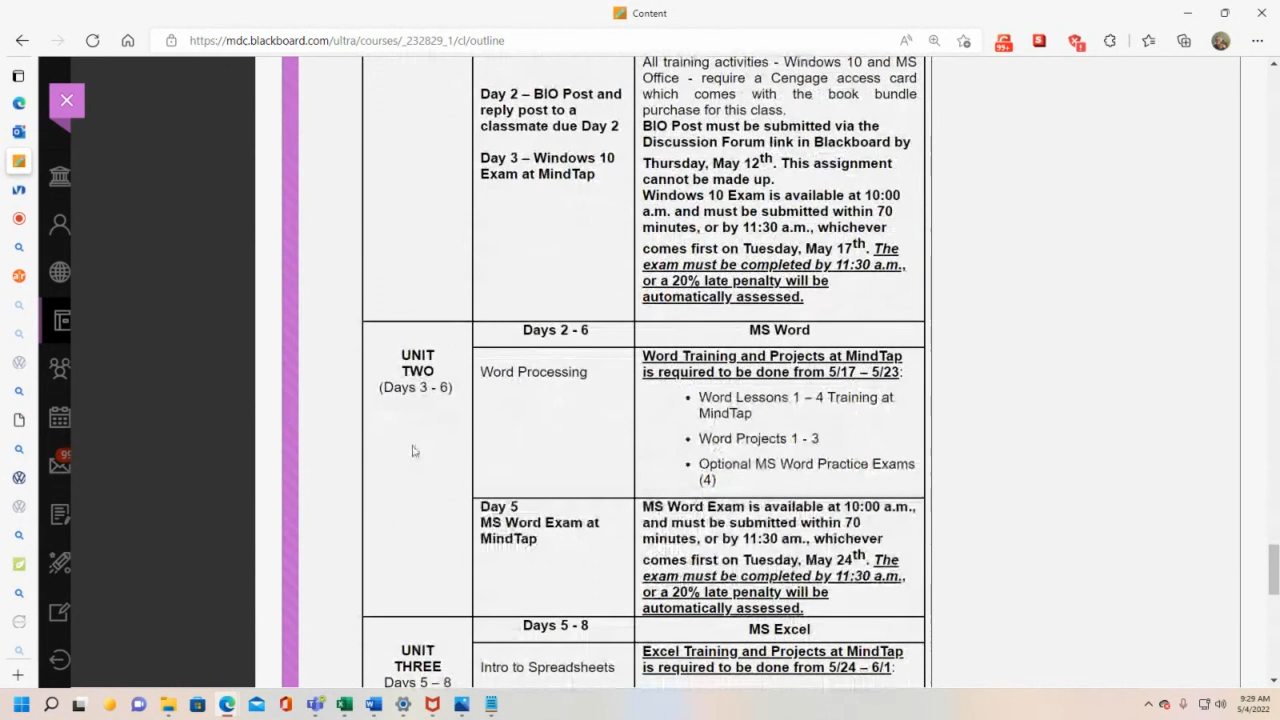 Content
https://mdc.blackboard.com/ultra/courses/_232829_1/cl/outline
99+
All training activities - Windows 10 and MS
Office - require a Cengage access card
which comes with the book bundle
purchase for this class.
Day 2 – BIO Post and
reply post to a
classmate due Day 2
Day 3 – Windows 10
Exam at MindTap
BIO Post must be submitted via the
Discussion Forum link in Blackboard by
Thursday, May 12th. This assignment
cannot be made up.
Windows 10 Exam is available at 10:00
a.m. and must be submitted within 70
minutes, or by 11:30 a.m., whichever
comes first on Tuesday, May 17th. The
exam must be completed by 11:30 a.m.,
or a 20% late penalty will be
automatically assessed.
UNIT
TWO
(Days 3 - 6)
Days 2 - 6
MS Word
Word Processing
Word Training and Projects at MindTap
is required to be done from 5/17 – 5/23:
• Word Lessons 1 – 4 Training at
MindTap
• Word Projects 1 - 3
• Optional MS Word Practice Exams
(4)
Day 5
MS Word Exam at
MindTap
MS Word Exam is available at 10:00 a.m.,
and must be submitted within 70
minutes, or by 11:30 am., whichever
comes first on Tuesday, May 24th. The
exam must be completed by 11:30 a.m.,
or a 20% late penalty will be
automatically assessed.
UNIT
THREE
Days 5 – 8
Days 5 - 8
MS Excel
Intro to Spreadsheets
Excel Training and Projects at MindTap
is required to be done from 5/24 – 6/1:
9:29 AM
5/4/2022